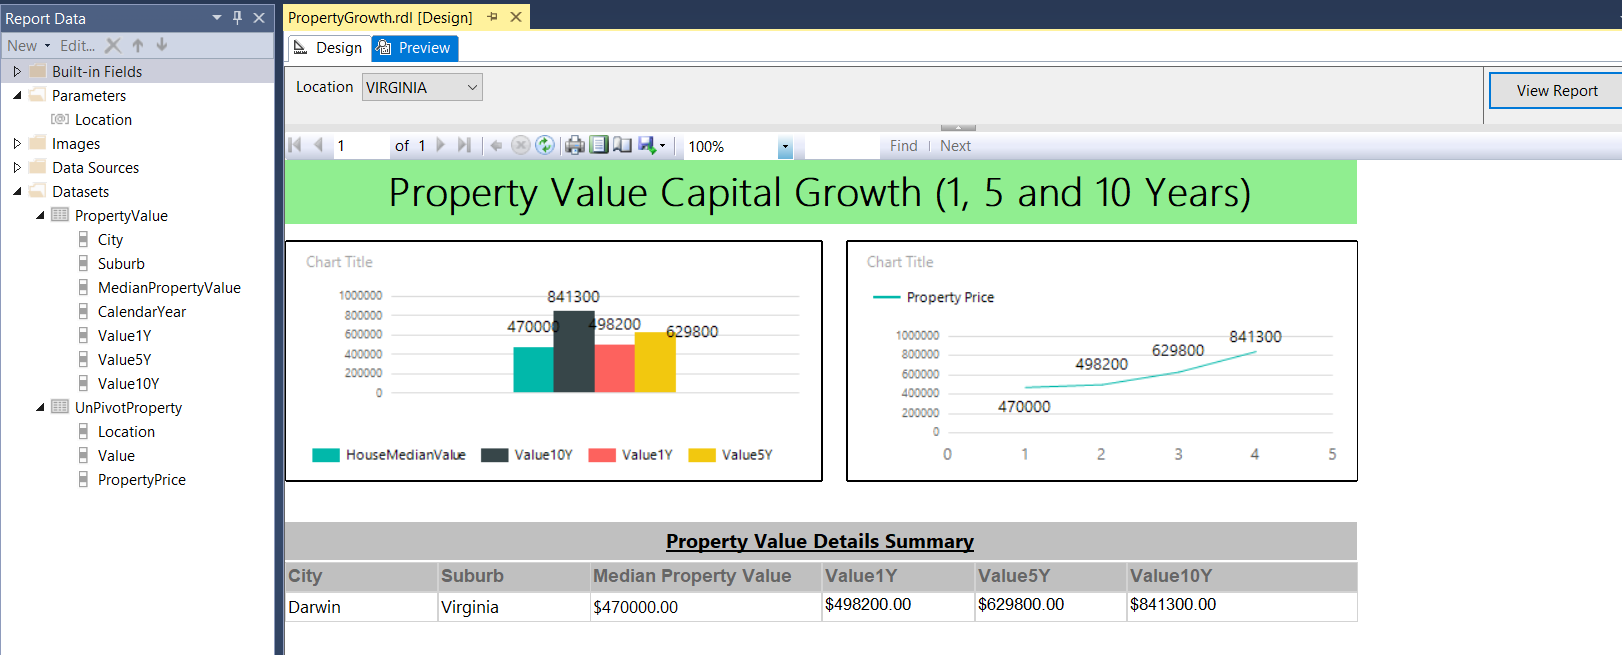 Report Data
New Edit...
Built-in Fields
Parameters
Location
Images
Data Sources
Datasets
PropertyValue
City
Suburb
MedianPropertyValue
CalendarYear
Value1Y
Value5Y
Value10Y
UnPivotProperty
Location
Value
PropertyPrice
PropertyGrowth.rdl [Design]
Design Preview
Location VIRGINIA
View Report
1 of 1 100% Find | Next
Property Value Capital Growth (1, 5 and 10 Years)
Chart Title
1000000
800000
600000
400000
200000
0
470000
841300
498200
629800
HouseMedianValue Value10Y Value1Y Value5Y
Chart Title
Property Price
1000000
800000
600000
400000
200000
0
470000
498200
629800
841300
0 1 2 3 4 5
Property Value Details Summary
City Suburb Median Property Value Value1Y Value5Y Value10Y
Darwin Virginia $470000.00 $498200.00 $629800.00 $841300.00